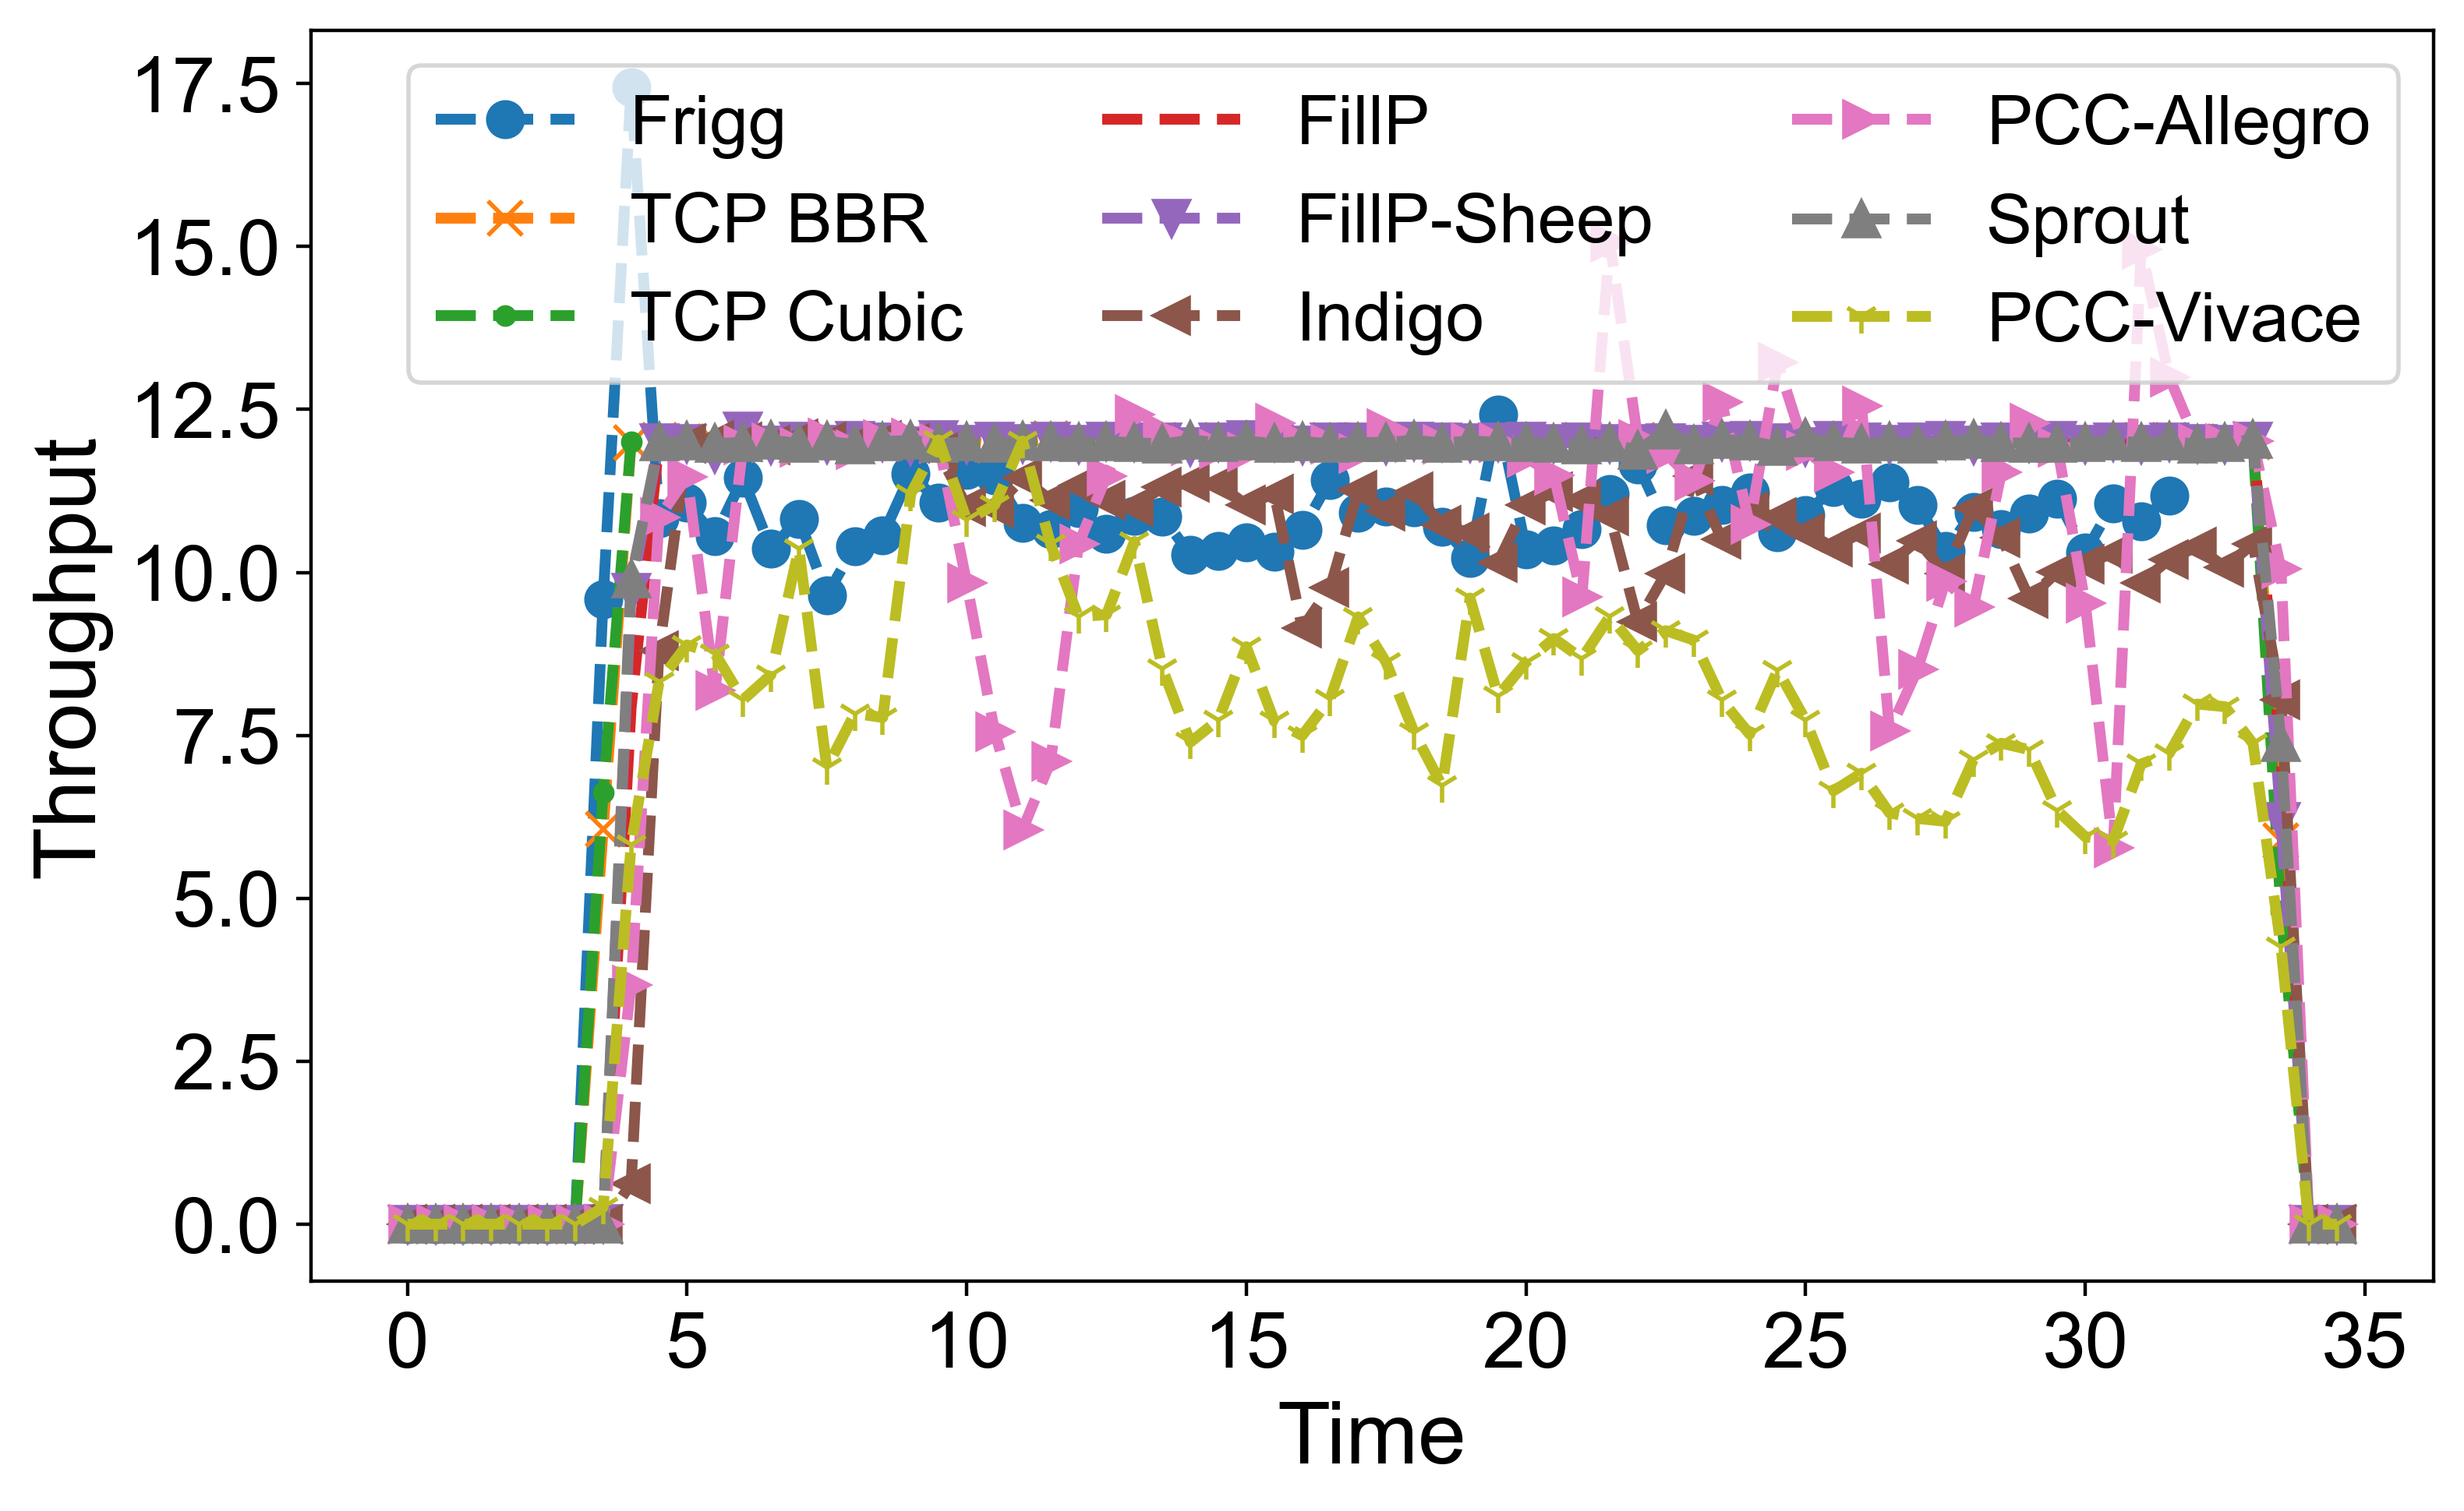 17.5
15.0
12.5
10.0
7.5
5.0
2.5
0.0
Throughput
Frigg
TCP BBR
TCP Cubic
FillP
FillP-Sheep
Indigo
PCC-Allegro
Sprout
PCC-Vivace
0 5 10 15 20 25 30 35
Time